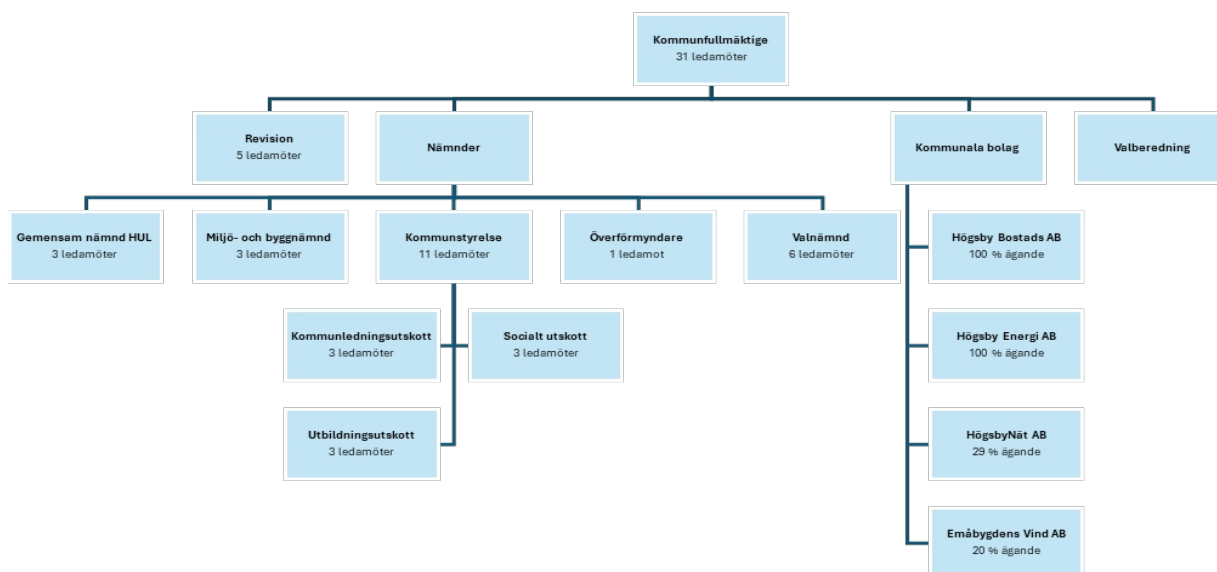 Kommunfullmäktige
31 ledamöter
Revision
5 ledamöter
Nämnder
Kommunala bolag
Valberedning
Gemensam nämnd HUL
3 ledamöter
Miljö- och byggnämnd
3 ledamöter
Kommunstyrelse
11 ledamöter
Överförmyndare
1 ledamot
Valnämnd
6 ledamöter
Högsby Bostads AB
100 % ägande
Kommunledningsutskott
3 ledamöter
Socialt utskott
3 ledamöter
Högsby Energi AB
100 % ägande
Utbildningsutskott
3 ledamöter
HögsbyNät AB
29 % ägande
Emåbygdens Vind AB
20 % ägande